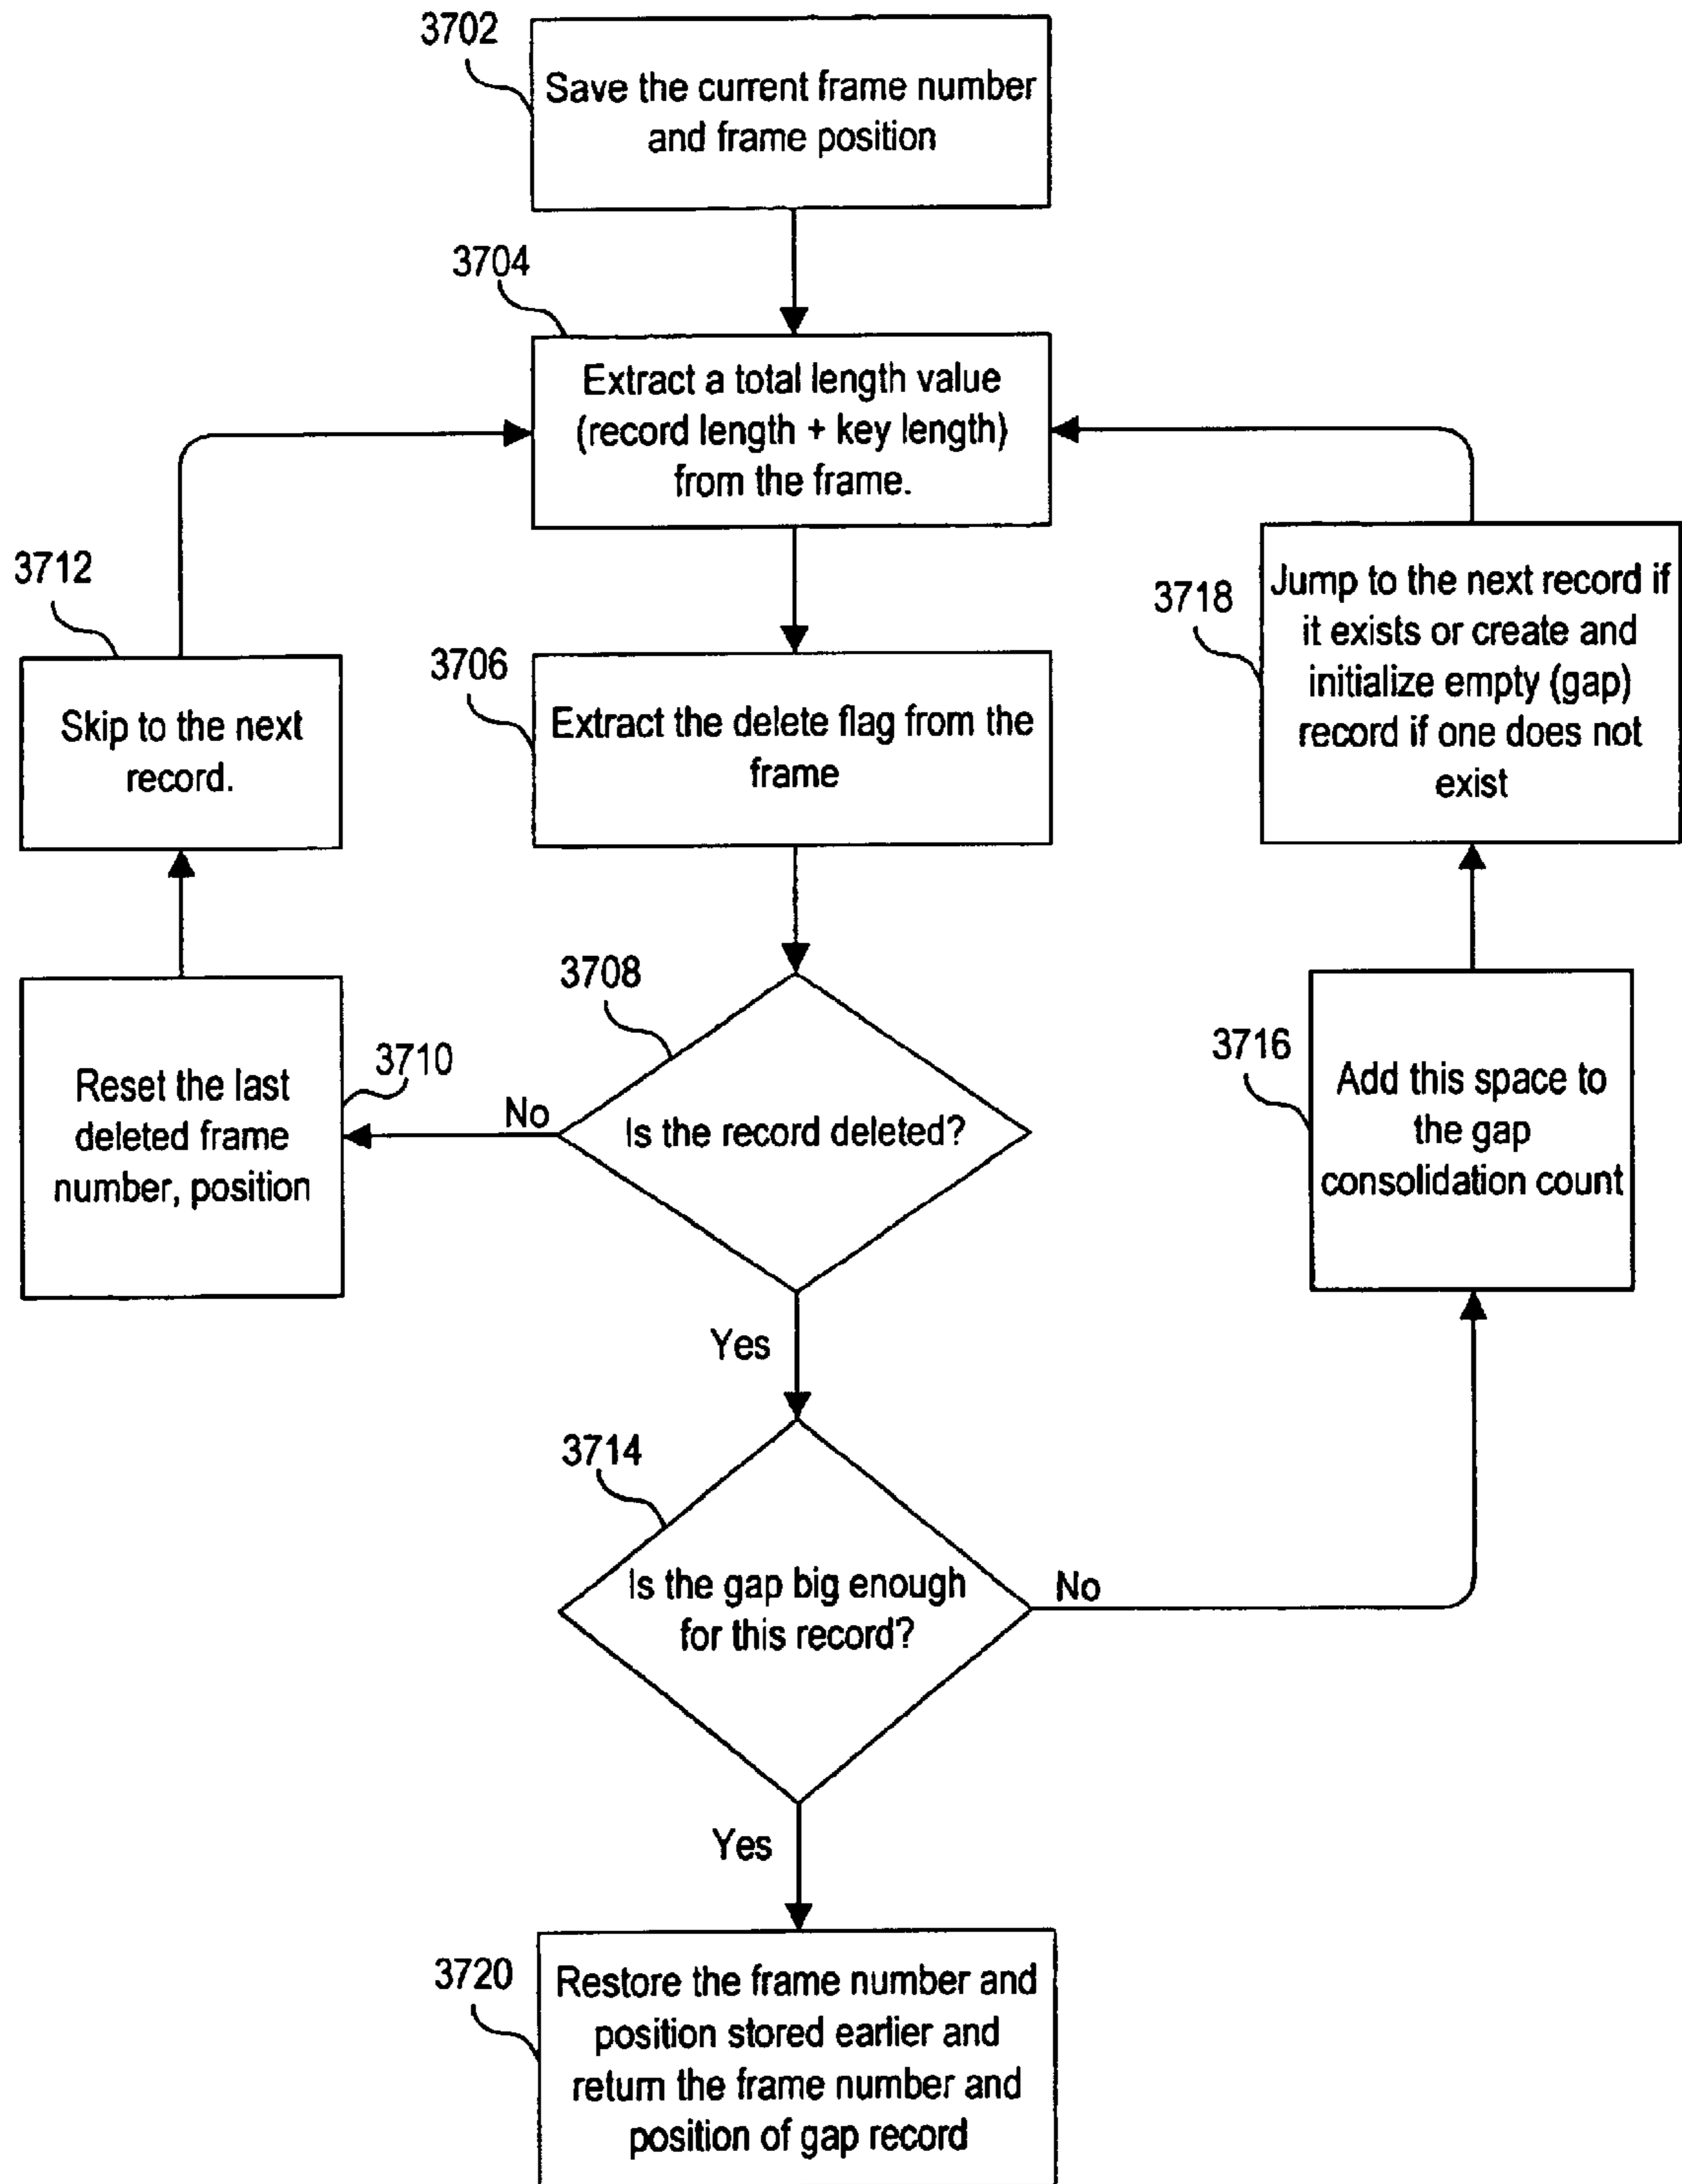 3702
Save the current frame number
and frame position
3704
Extract a total length value
(record length + key length)
from the frame.
3712
Skip to the next
record.
3706
Extract the delete flag from the
frame
3718
Jump to the next record if
it exists or create and
initialize empty (gap)
record if one does not
exist
3708
Is the record deleted?
No
Yes
3710
Reset the last
deleted frame
number, position
3716
Add this space to
the gap
consolidation count
3714
Is the gap big enough
for this record?
No
Yes
3720
Restore the frame number and
position stored earlier and
return the frame number and
position of gap record